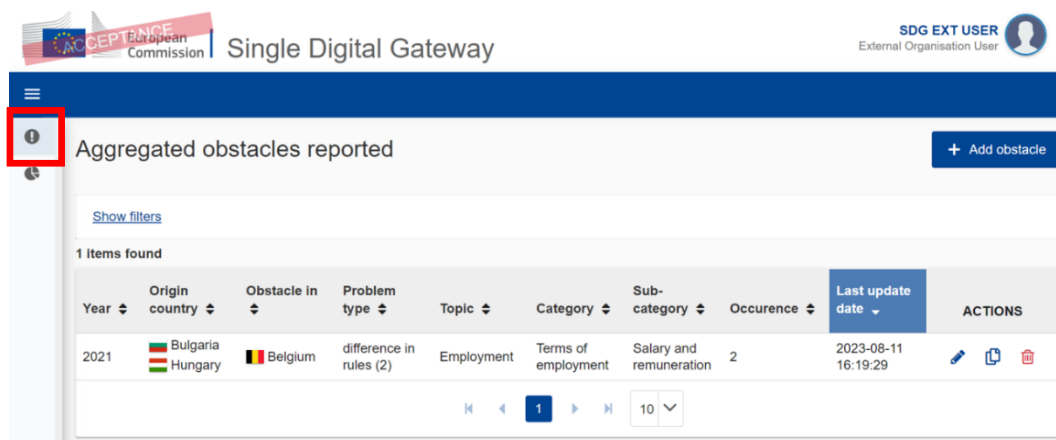 ACCEPTANCE
European
Commission
Single Digital Gateway
SDG EXT USER
External Organisation User
Aggregated obstacles reported
+ Add obstacle
Show filters
1 items found
Year
Origin country
Obstacle in
Problem type
Topic
Category
Sub-category
Occurence
Last update date
ACTIONS
2021
Bulgaria
Hungary
Belgium
difference in rules (2)
Employment
Terms of employment
Salary and remuneration
2
2023-08-11 16:19:29
1
10